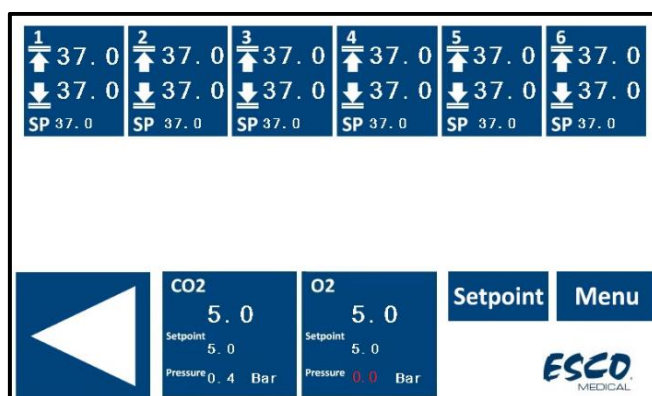 1 2 3 4 5 6
37.0 37.0 37.0 37.0 37.0 37.0
37.0 37.0 37.0 37.0 37.0 37.0
SP 37.0 SP 37.0 SP 37.0 SP 37.0 SP 37.0 SP 37.0
CO2
5.0
Setpoint
5.0
Pressure 0.4 Bar
O2
5.0
Setpoint
5.0
Pressure 0.0 Bar
Setpoint
Menu
ESCO
MEDICAL